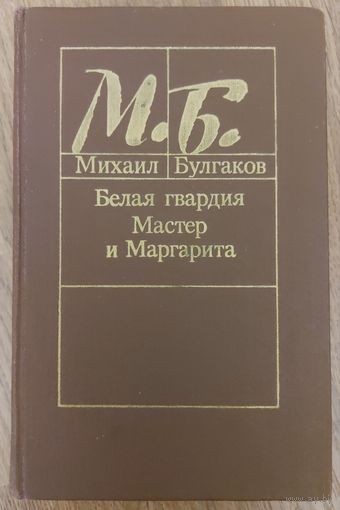 М.Б.
Михаил Булгаков
Белая гвардия
Мастер
и Маргарита